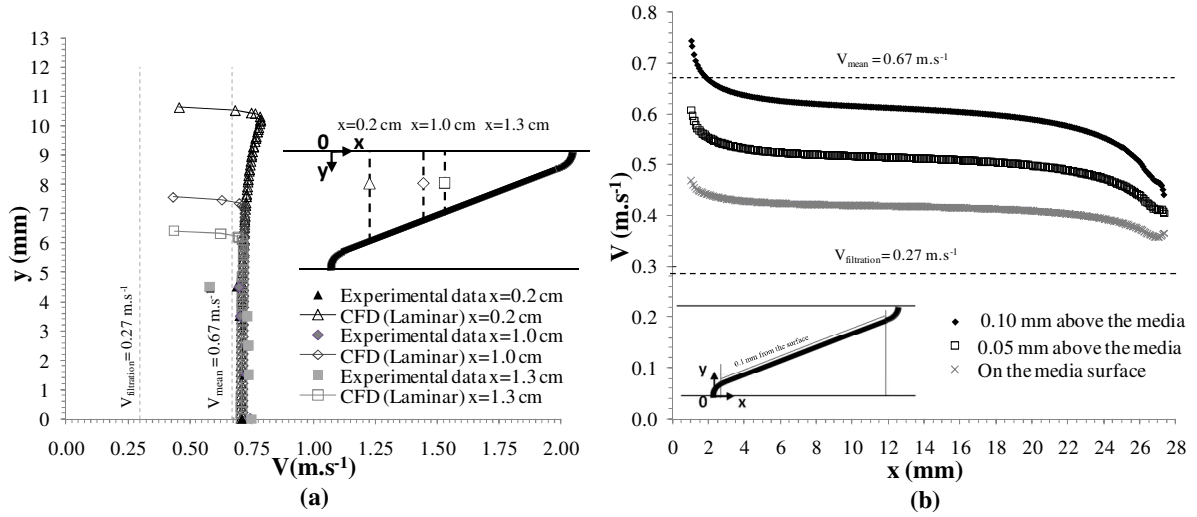 13
12
11
10
9
8
7
6
5
4
3
2
1
0
y (mm)
V_filtration = 0.27 m.s⁻¹
V_mean = 0.67 m.s⁻¹
x=0.2 cm x=1.0 cm x=1.3 cm
0 x
y
Experimental data x=0.2 cm
CFD (Laminar) x=0.2 cm
Experimental data x=1.0 cm
CFD (Laminar) x=1.0 cm
Experimental data x=1.3 cm
CFD (Laminar) x=1.3 cm
0.00 0.25 0.50 0.75 1.00 1.25 1.50 1.75 2.00
V(m.s⁻¹)
(a)
0.8
0.7
0.6
0.5
0.4
0.3
0.2
0.1
0.0
V (m.s⁻¹)
V_mean = 0.67 m.s⁻¹
V_filtration = 0.27 m.s⁻¹
0.1 mm from the surface
y
0 x
0.10 mm above the media
0.05 mm above the media
On the media surface
0 2 4 6 8 10 12 14 16 18 20 22 24 26 28
x (mm)
(b)